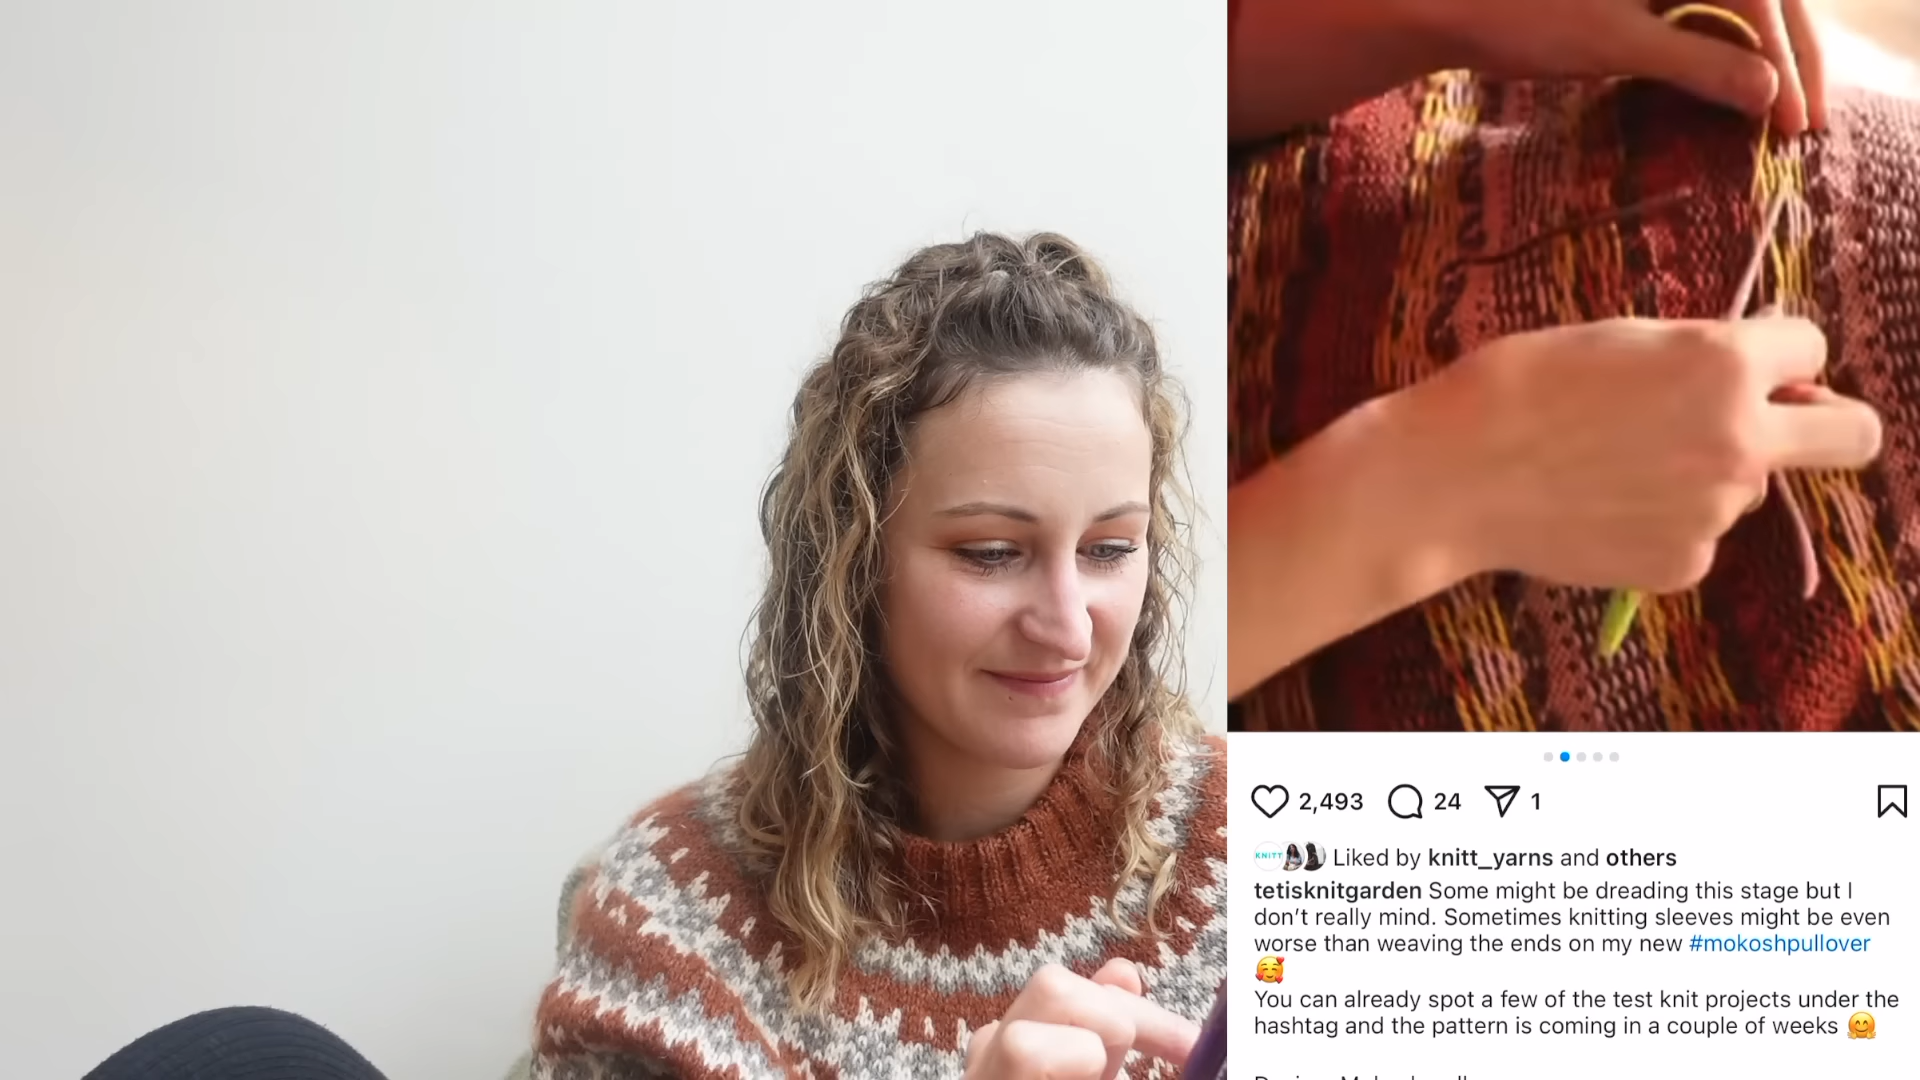 2,493 24 1
KNITT
Liked by knitt_yarns and others
tetisknitgarden Some might be dreading this stage but I
don’t really mind. Sometimes knitting sleeves might be even
worse than weaving the ends on my new #mokoshpullover
🥰
You can already spot a few of the test knit projects under the
hashtag and the pattern is coming in a couple of weeks 🤗